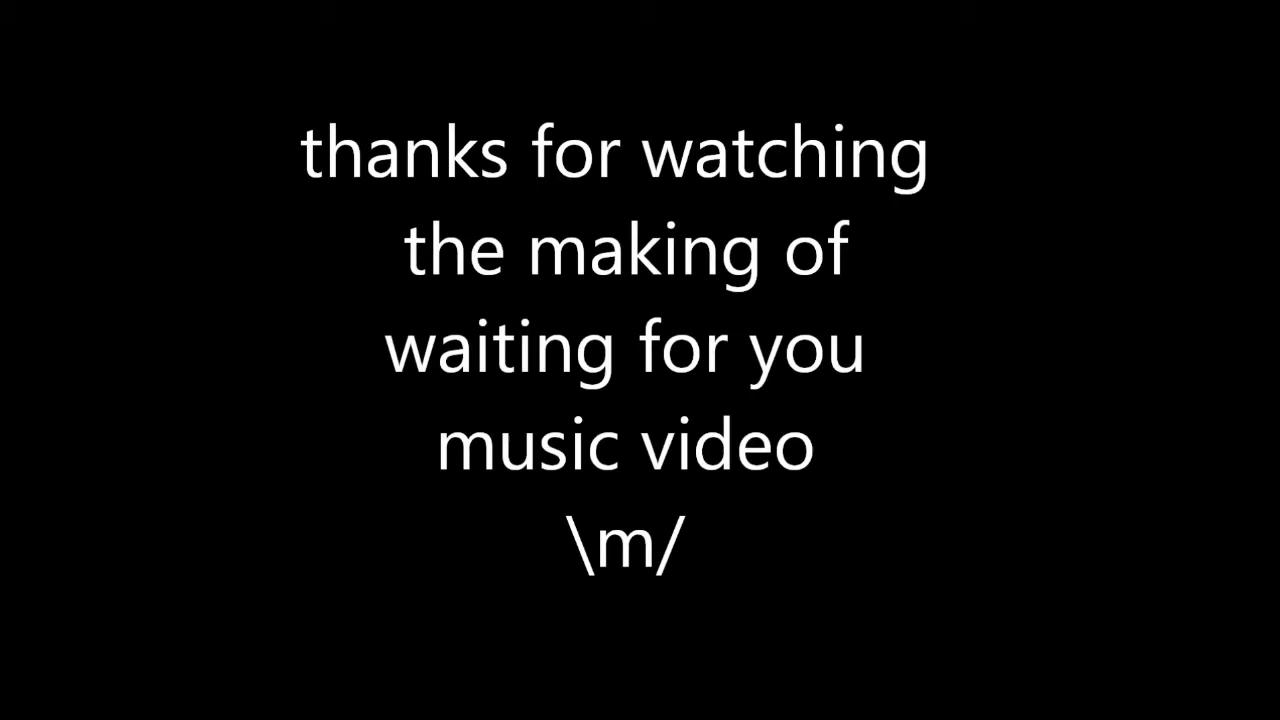 thanks for watching
the making of
waiting for you
music video
\m/